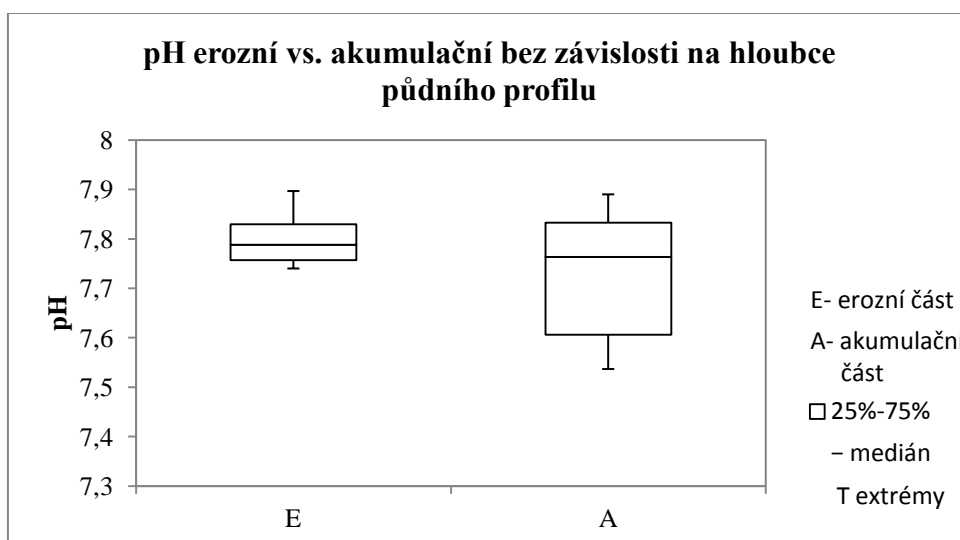 pH erozní vs. akumulační bez závislosti na hloubce
půdního profilu
pH
8
7,9
7,8
7,7
7,6
7,5
7,4
7,3
E
A
E- erozní část
A- akumulační
část
25%-75%
– medián
T extrémy